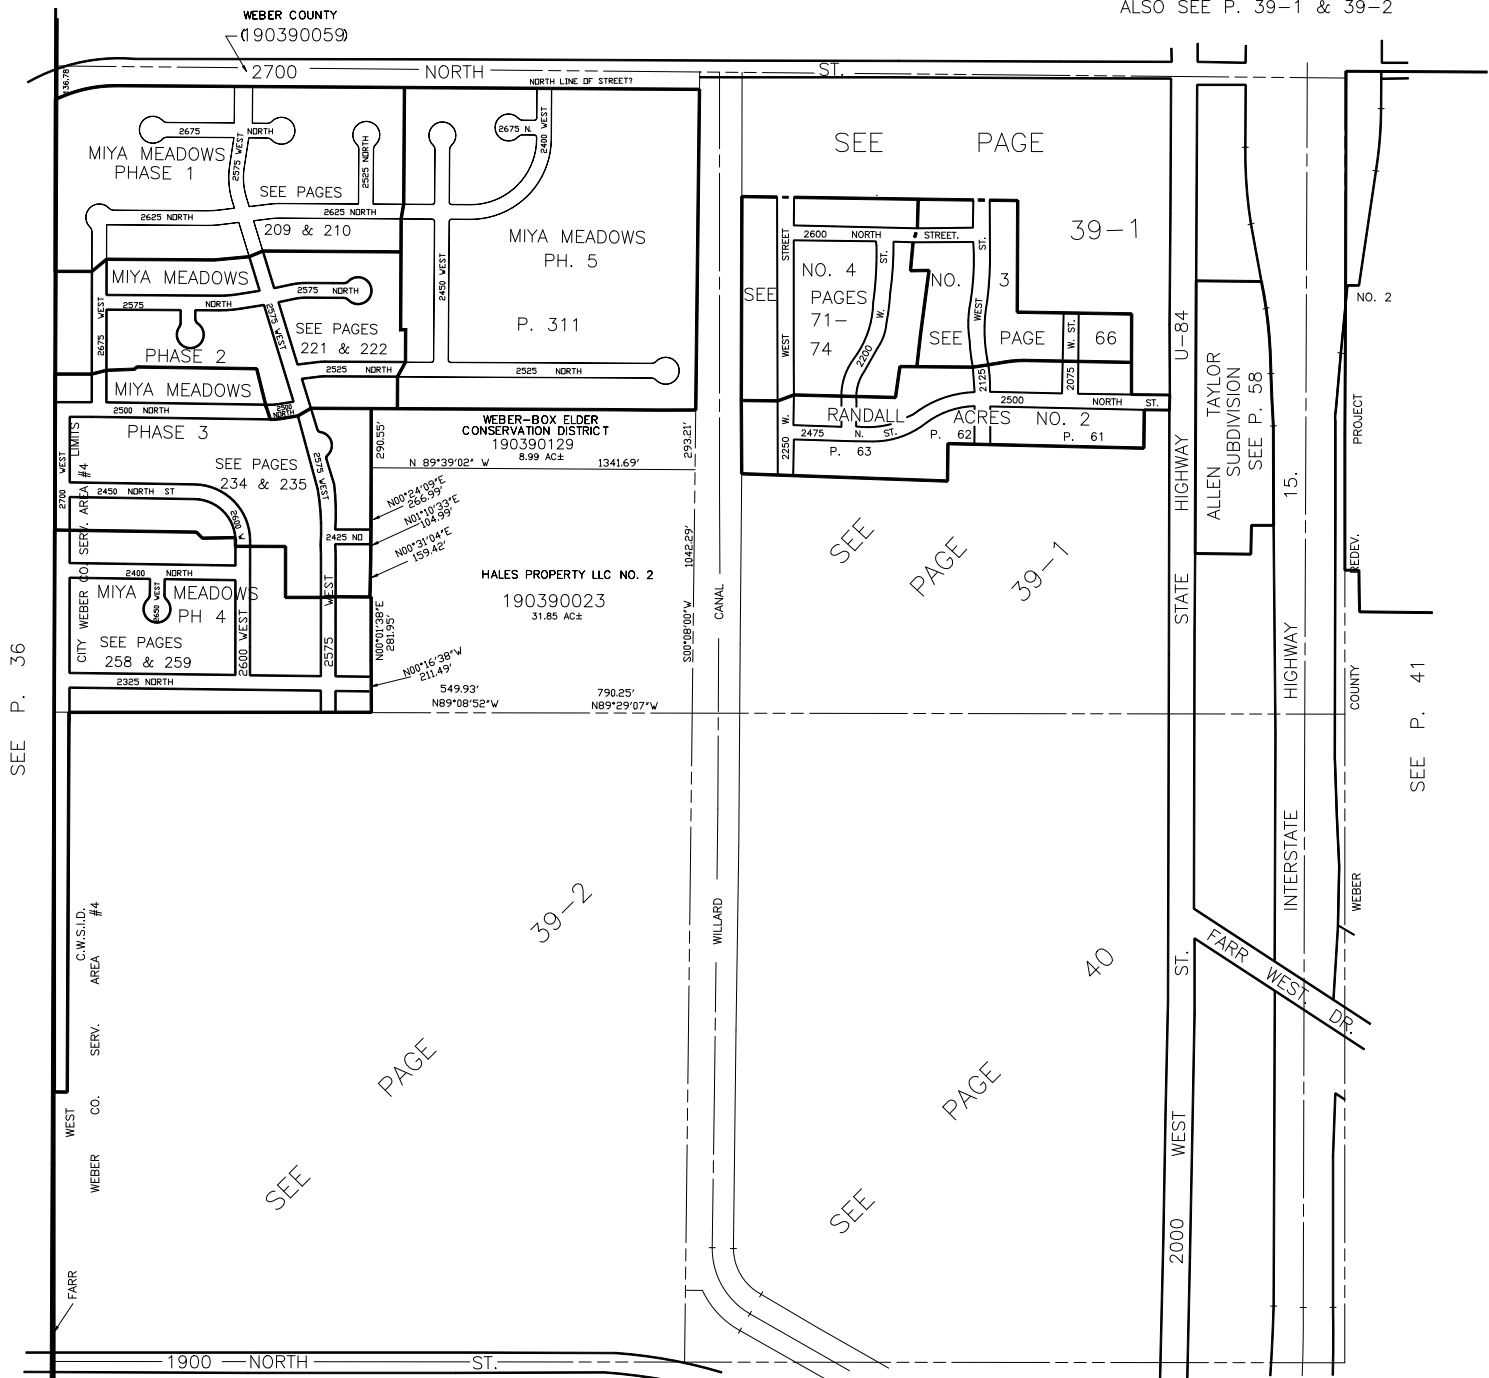 ALSO SEE P. 39-1 & 39-2
WEBER COUNTY
(190390059)
2700 NORTH ST.
NORTH LINE OF STREET?
136.78
2675 NORTH
2575 WEST
2525 NORTH
MIYA MEADOWS
PHASE 1
SEE PAGES
209 & 210
2625 NORTH
2625 NORTH
2675 N.
2400 WEST
MIYA MEADOWS
PH. 5
P. 311
2450 WEST
2525 NORTH
2525 NORTH
MIYA MEADOWS
2575 NORTH
2575 NORTH
2575 WEST
2675 WEST
SEE PAGES
221 & 222
PHASE 2
MIYA MEADOWS
2500 NORTH
2500
NORTH
PHASE 3
SEE PAGES
234 & 235
2575 WEST
2700 WEST
2450 NORTH ST
2600 W
2425 NO
2400 NORTH
2650 WEST
MIYA MEADOWS
PH 4
SEE PAGES
258 & 259
2600 WEST
2575 WEST
2325 NORTH
CITY WEBER CO. SERV. AREA #4 LIMITS
WEBER-BOX ELDER
CONSERVATION DISTRICT
190390129
8.99 AC±
290.55'
293.21'
N 89°39'02" W 1341.69'
N00°24'09"E
266.99'
N01°10'33"E
104.99'
N00°31'04"E
159.42'
HALES PROPERTY LLC NO. 2
190390023
31.85 AC±
N00°01'38"E
281.95'
N00°16'38"W
211.49'
549.93'
N89°08'52"W
790.25'
N89°29'07"W
S00°08'00"W 1042.29'
SEE PAGE
39-1
2600 NORTH STREET.
SEE
NO. 4
PAGES
71-
74
2250 W. WEST STREET
2200 W. ST.
NO. 3
SEE PAGE 66
2125 WEST ST.
2075 W. ST.
RANDALL ACRES NO. 2
2500 NORTH ST.
2475 N. ST.
P. 63
P. 62
P. 61
SEE PAGE 39-1
WILLARD CANAL
2000 WEST ST. STATE HIGHWAY U-84
ALLEN TAYLOR
SUBDIVISION
SEE P. 58
INTERSTATE HIGHWAY 15.
NO. 2
WEBER COUNTY REDEV. PROJECT
SEE P. 36
SEE P. 41
SEE PAGE 39-2
SEE PAGE 40
FARR WEST. DR.
C.W.S.I.D.
WEBER CO. SERV. AREA #4
FARR WEST
1900 NORTH ST.